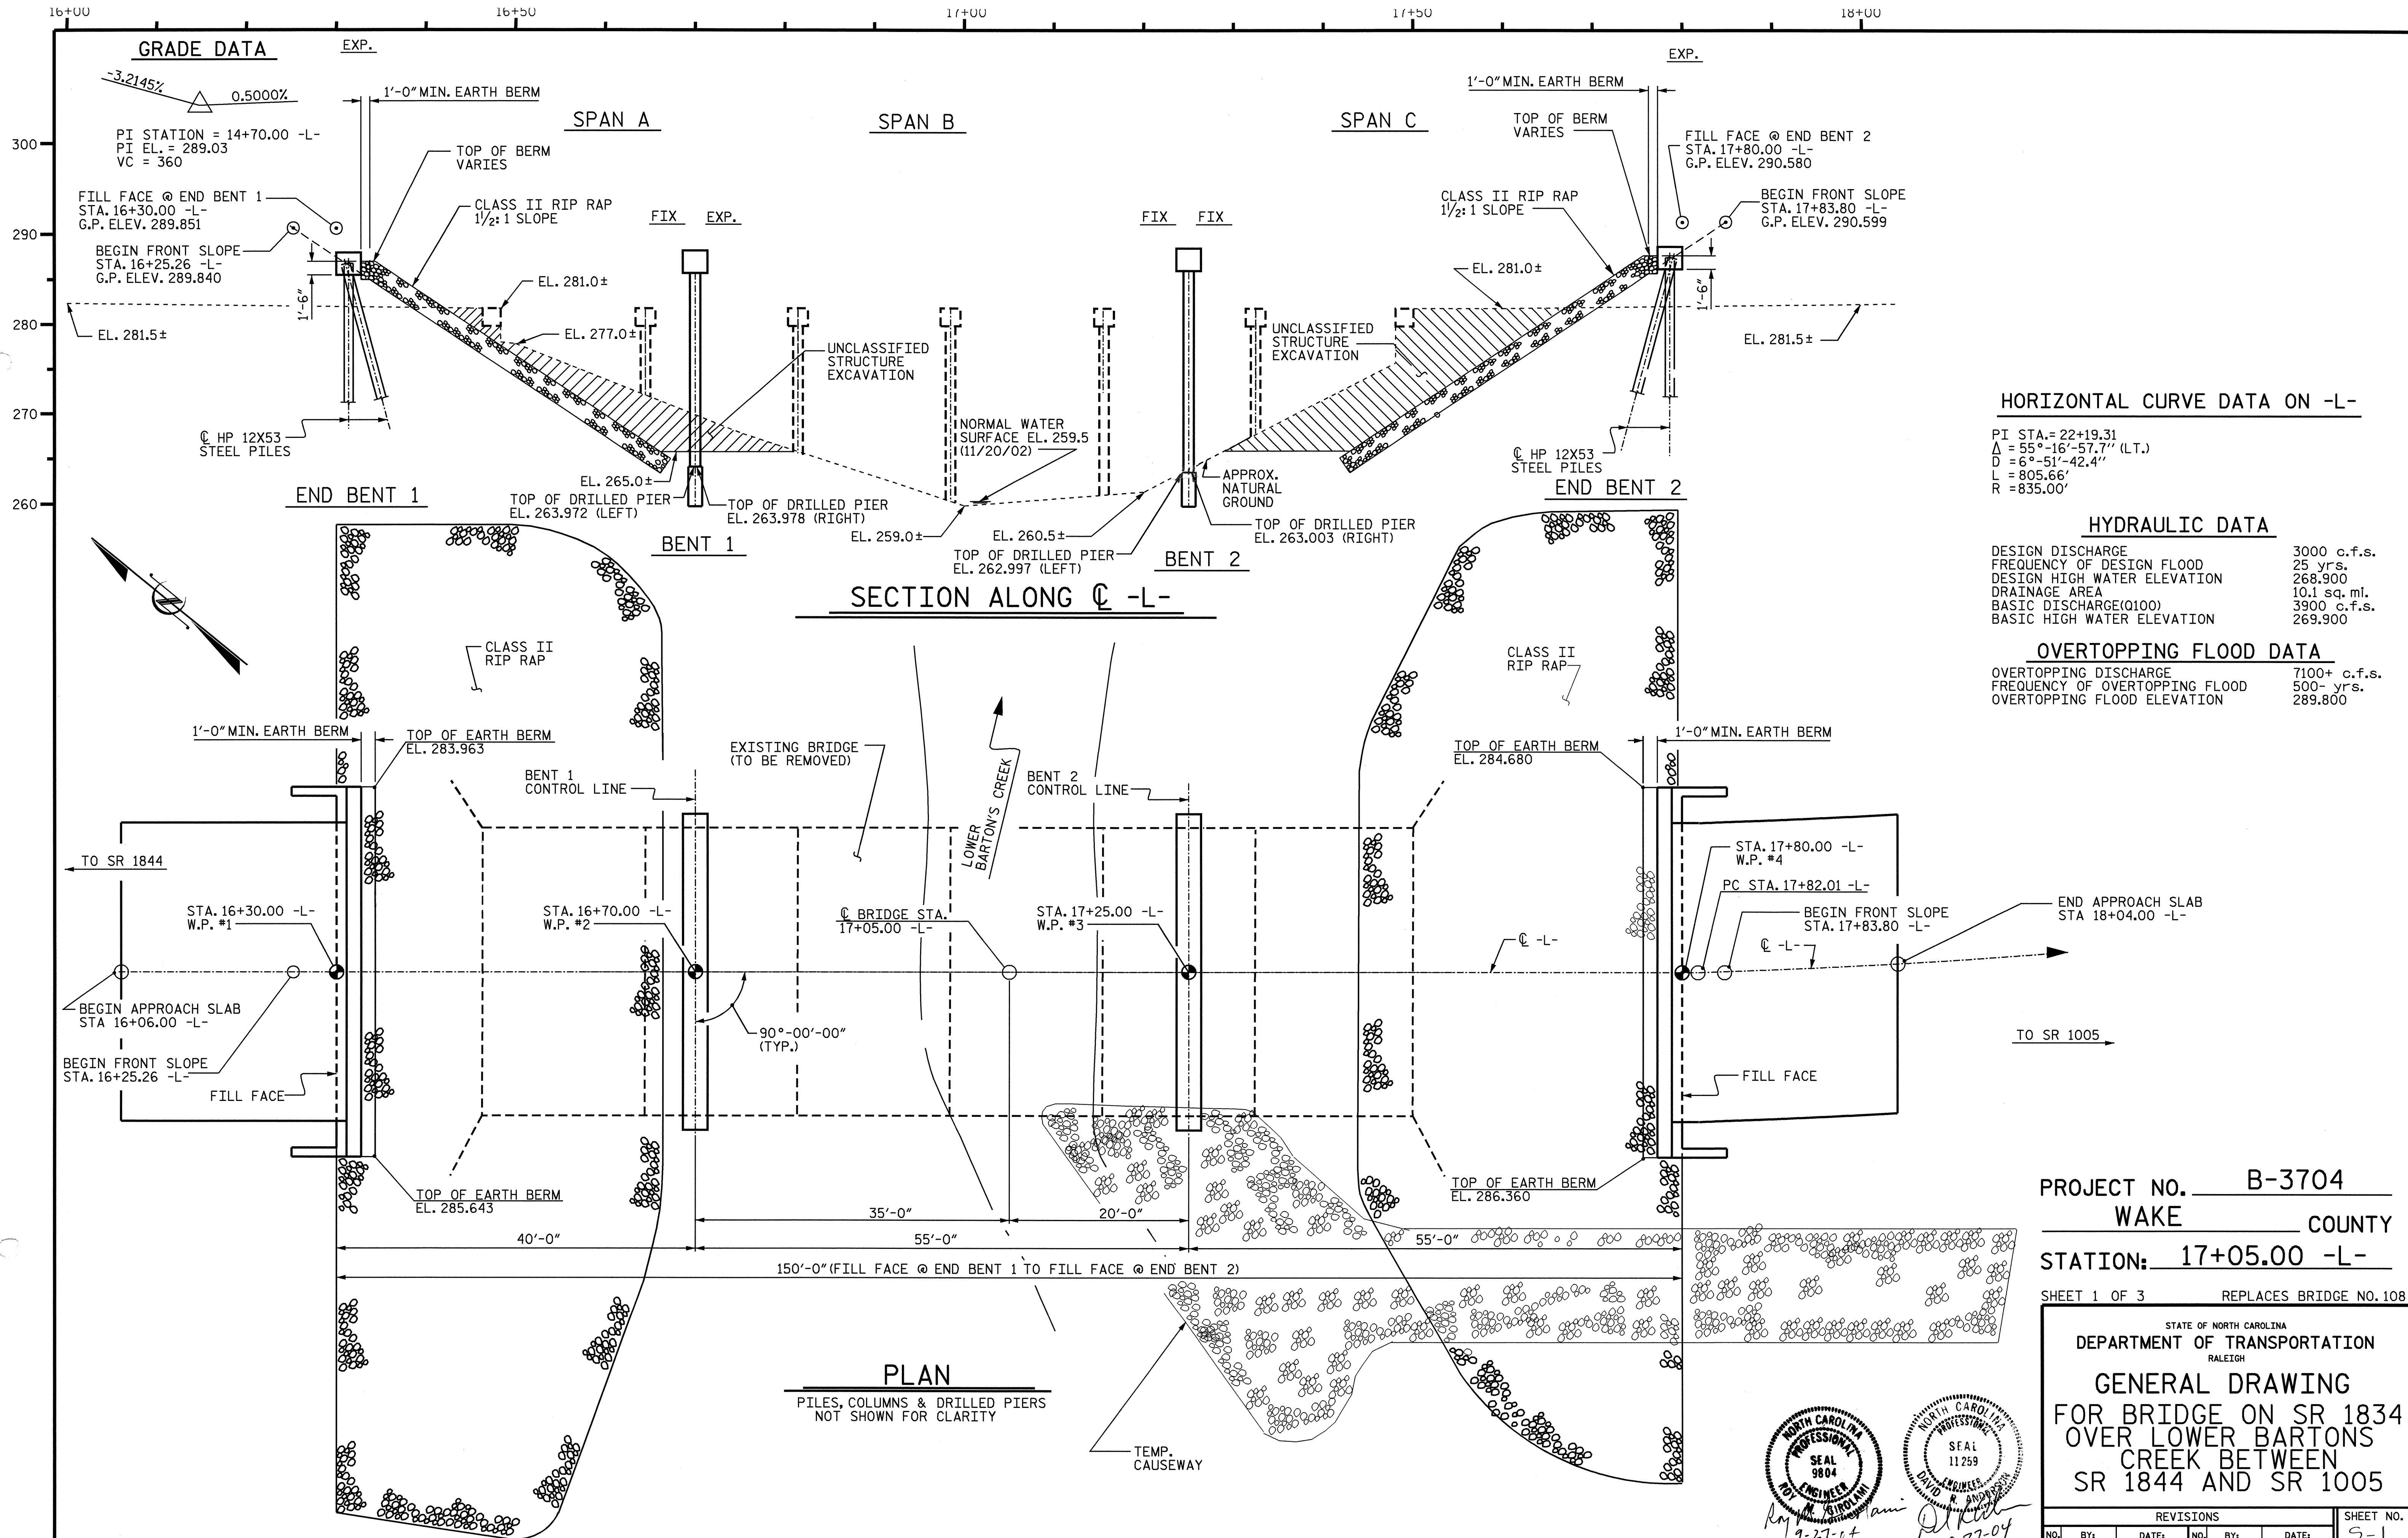 16+00
16+50
17+00
17+50
18+00
GRADE DATA
-3.2145%
0.5000%
PI STATION = 14+70.00 -L-
PI EL. = 289.03
VC = 360
EXP.
1'-0" MIN. EARTH BERM
SPAN A
SPAN B
SPAN C
EXP.
1'-0" MIN. EARTH BERM
TOP OF BERM
VARIES
FILL FACE @ END BENT 2
STA. 17+80.00 -L-
G.P. ELEV. 290.580
300
290
280
270
260
TOP OF BERM
VARIES
FILL FACE @ END BENT 1
STA. 16+30.00 -L-
G.P. ELEV. 289.851
CLASS II RIP RAP
1½: 1 SLOPE
FIX
EXP.
FIX
FIX
CLASS II RIP RAP
1½: 1 SLOPE
BEGIN FRONT SLOPE
STA. 17+83.80 -L-
G.P. ELEV. 290.599
BEGIN FRONT SLOPE
STA. 16+25.26 -L-
G.P. ELEV. 289.840
1'-6"
EL. 281.0±
EL. 281.0±
1'-6"
EL. 281.5±
EL. 277.0±
UNCLASSIFIED
STRUCTURE
EXCAVATION
UNCLASSIFIED
STRUCTURE
EXCAVATION
EL. 281.5±
℄ HP 12X53
STEEL PILES
NORMAL WATER
SURFACE EL. 259.5
(11/20/02)
℄ HP 12X53
STEEL PILES
EL. 265.0±
APPROX.
NATURAL
GROUND
END BENT 1
TOP OF DRILLED PIER
EL. 263.972 (LEFT)
TOP OF DRILLED PIER
EL. 263.978 (RIGHT)
END BENT 2
BENT 1
EL. 259.0±
EL. 260.5±
TOP OF DRILLED PIER
EL. 263.003 (RIGHT)
TOP OF DRILLED PIER
EL. 262.997 (LEFT)
BENT 2
SECTION ALONG ℄ -L-
HORIZONTAL CURVE DATA ON -L-
PI STA.= 22+19.31
Δ = 55°-16'-57.7" (LT.)
D = 6°-51'-42.4"
L = 805.66'
R =835.00'
HYDRAULIC DATA
DESIGN DISCHARGE 3000 c.f.s.
FREQUENCY OF DESIGN FLOOD 25 yrs.
DESIGN HIGH WATER ELEVATION 268.900
DRAINAGE AREA 10.1 sq. mi.
BASIC DISCHARGE(Q100) 3900 c.f.s.
BASIC HIGH WATER ELEVATION 269.900
OVERTOPPING FLOOD DATA
OVERTOPPING DISCHARGE 7100+ c.f.s.
FREQUENCY OF OVERTOPPING FLOOD 500- yrs.
OVERTOPPING FLOOD ELEVATION 289.800
CLASS II
RIP RAP
CLASS II
RIP RAP
1'-0" MIN. EARTH BERM
TOP OF EARTH BERM
EL. 283.963
EXISTING BRIDGE
(TO BE REMOVED)
BENT 1
CONTROL LINE
LOWER
BARTON'S CREEK
BENT 2
CONTROL LINE
TOP OF EARTH BERM
EL. 284.680
1'-0" MIN. EARTH BERM
TO SR 1844
STA. 16+30.00 -L-
W.P. #1
STA. 16+70.00 -L-
W.P. #2
℄ BRIDGE STA.
17+05.00 -L-
STA. 17+25.00 -L-
W.P. #3
STA. 17+80.00 -L-
W.P. #4
PC STA. 17+82.01 -L-
BEGIN FRONT SLOPE
STA. 17+83.80 -L-
END APPROACH SLAB
STA 18+04.00 -L-
℄ -L-
℄ -L-
BEGIN APPROACH SLAB
STA 16+06.00 -L-
90°-00'-00"
(TYP.)
TO SR 1005
BEGIN FRONT SLOPE
STA. 16+25.26 -L-
FILL FACE
FILL FACE
TOP OF EARTH BERM
EL. 285.643
TOP OF EARTH BERM
EL. 286.360
35'-0"
20'-0"
40'-0"
55'-0"
55'-0"
150'-0" (FILL FACE @ END BENT 1 TO FILL FACE @ END BENT 2)
PLAN
PILES, COLUMNS & DRILLED PIERS
NOT SHOWN FOR CLARITY
TEMP.
CAUSEWAY
PROJECT NO. B-3704
WAKE COUNTY
STATION: 17+05.00 -L-
SHEET 1 OF 3 REPLACES BRIDGE NO. 108
STATE OF NORTH CAROLINA
DEPARTMENT OF TRANSPORTATION
RALEIGH
GENERAL DRAWING
FOR BRIDGE ON SR 1834
OVER LOWER BARTONS
CREEK BETWEEN
SR 1844 AND SR 1005
NORTH CAROLINA
PROFESSIONAL
SEAL
9804
ENGINEER
ROY M. GIROLAMI
9-27-04
NORTH CAROLINA
PROFESSIONAL
SEAL
11259
ENGINEER
DAVID R. ANDERSON
REVISIONS
SHEET NO.
NO. BY: DATE: NO. BY: DATE:
S-1